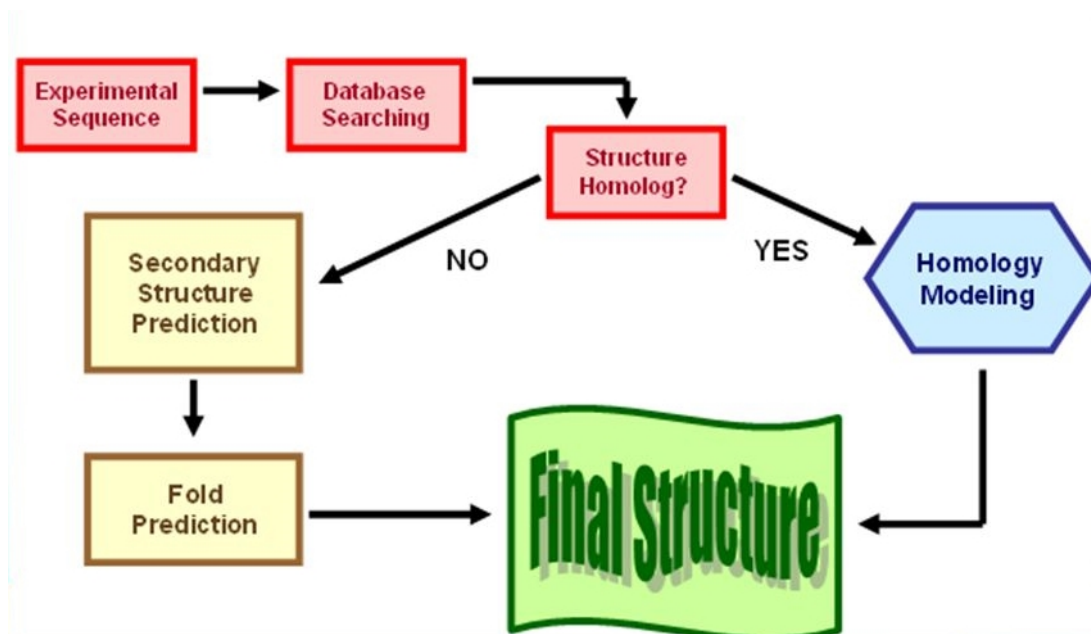 Experimental
Sequence
Database
Searching
Structure
Homolog?
NO
YES
Secondary
Structure
Prediction
Homology
Modeling
Fold
Prediction
Final Structure